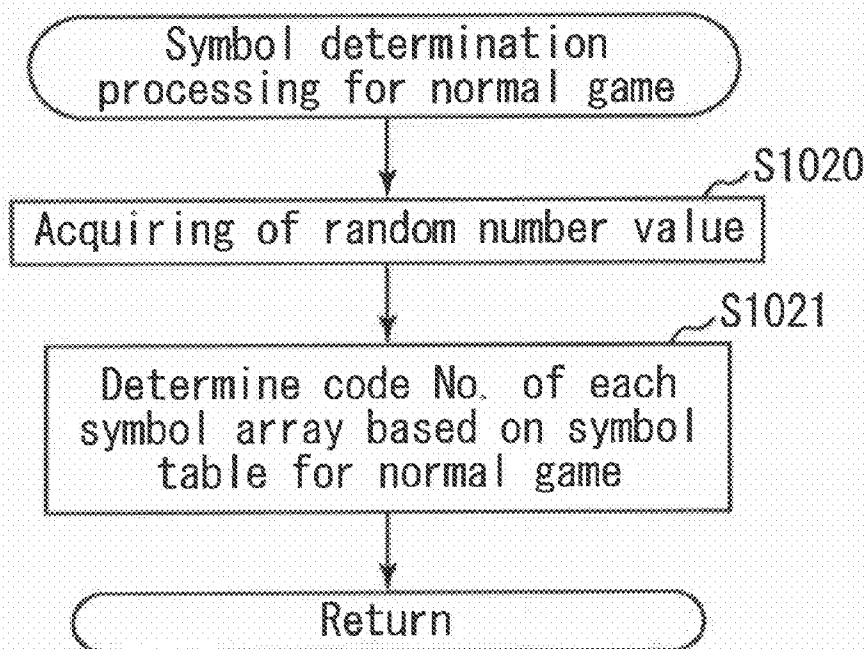 Symbol determination
processing for normal game
S1020
Acquiring of random number value
S1021
Determine code No. of each
symbol array based on symbol
table for normal game
Return